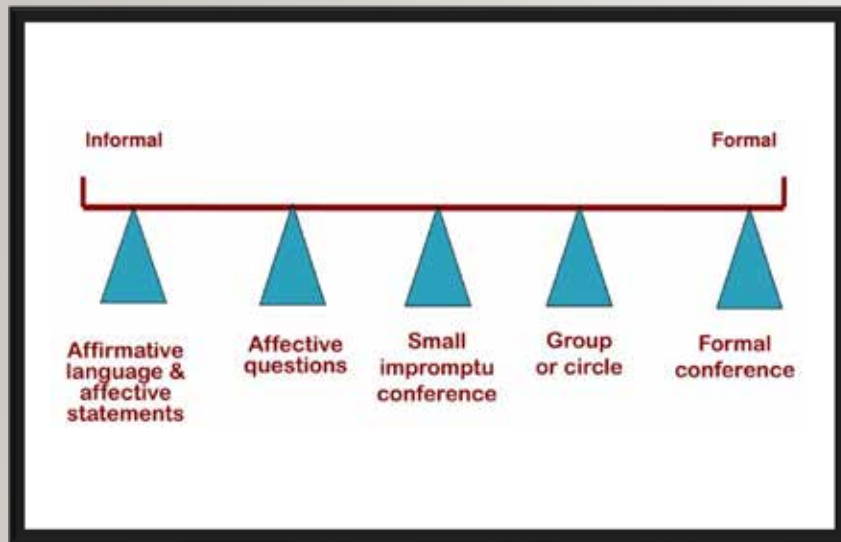 Informal
Formal
Affirmative
language &
affective
statements
Affective
questions
Small
impromptu
conference
Group
or circle
Formal
conference